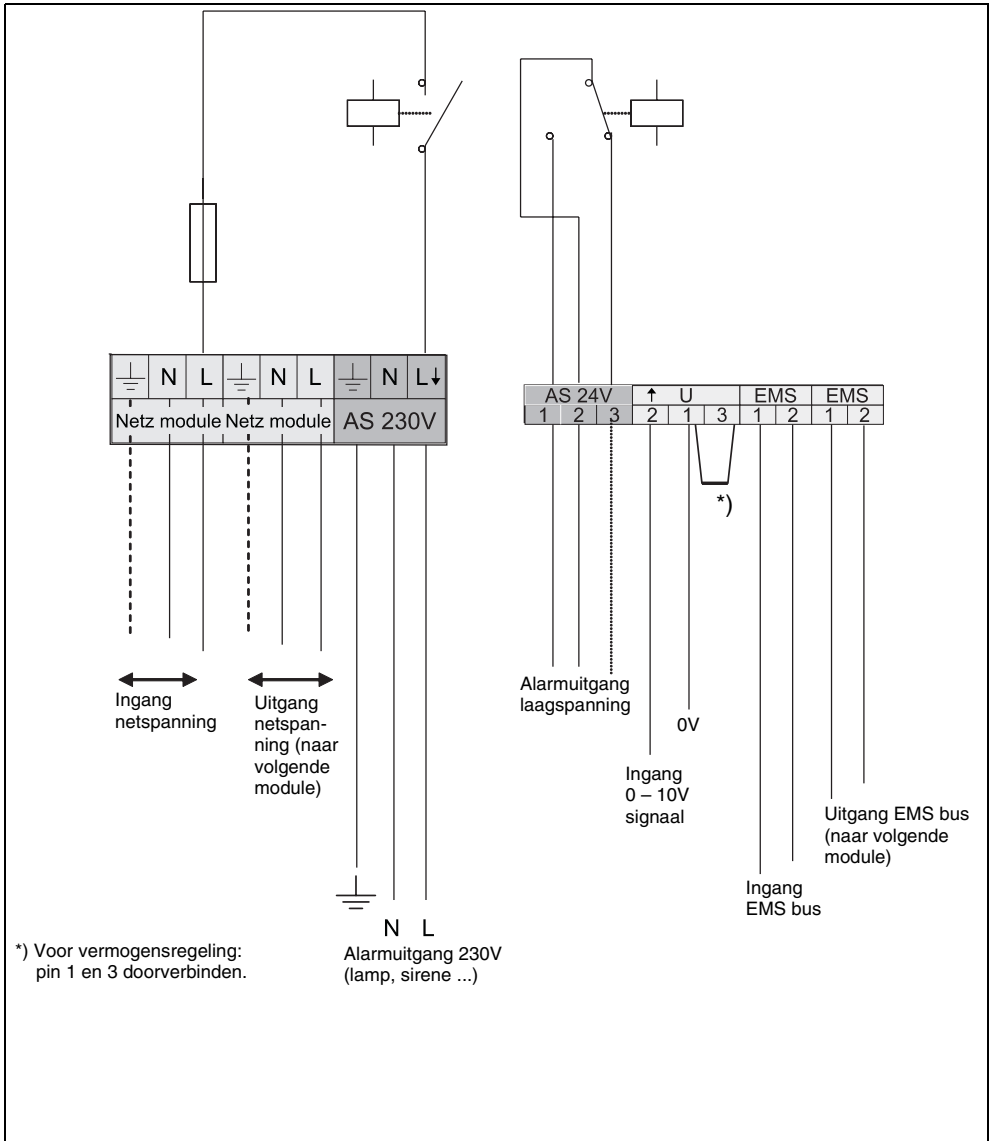 N L N L N L↓
Netz module Netz module AS 230V
AS 24V ↑ U EMS EMS
1 2 3 2 1 3 1 2 1 2
*)
Ingang
netspanning
Uitgang
netspan-
ning (naar
volgende
module)
Alarmuitgang
laagspanning
0V
Ingang
0 – 10V
signaal
Uitgang EMS bus
(naar volgende
module)
Ingang
EMS bus
N L
Alarmuitgang 230V
(lamp, sirene ...)
*) Voor vermogensregeling:
pin 1 en 3 doorverbinden.